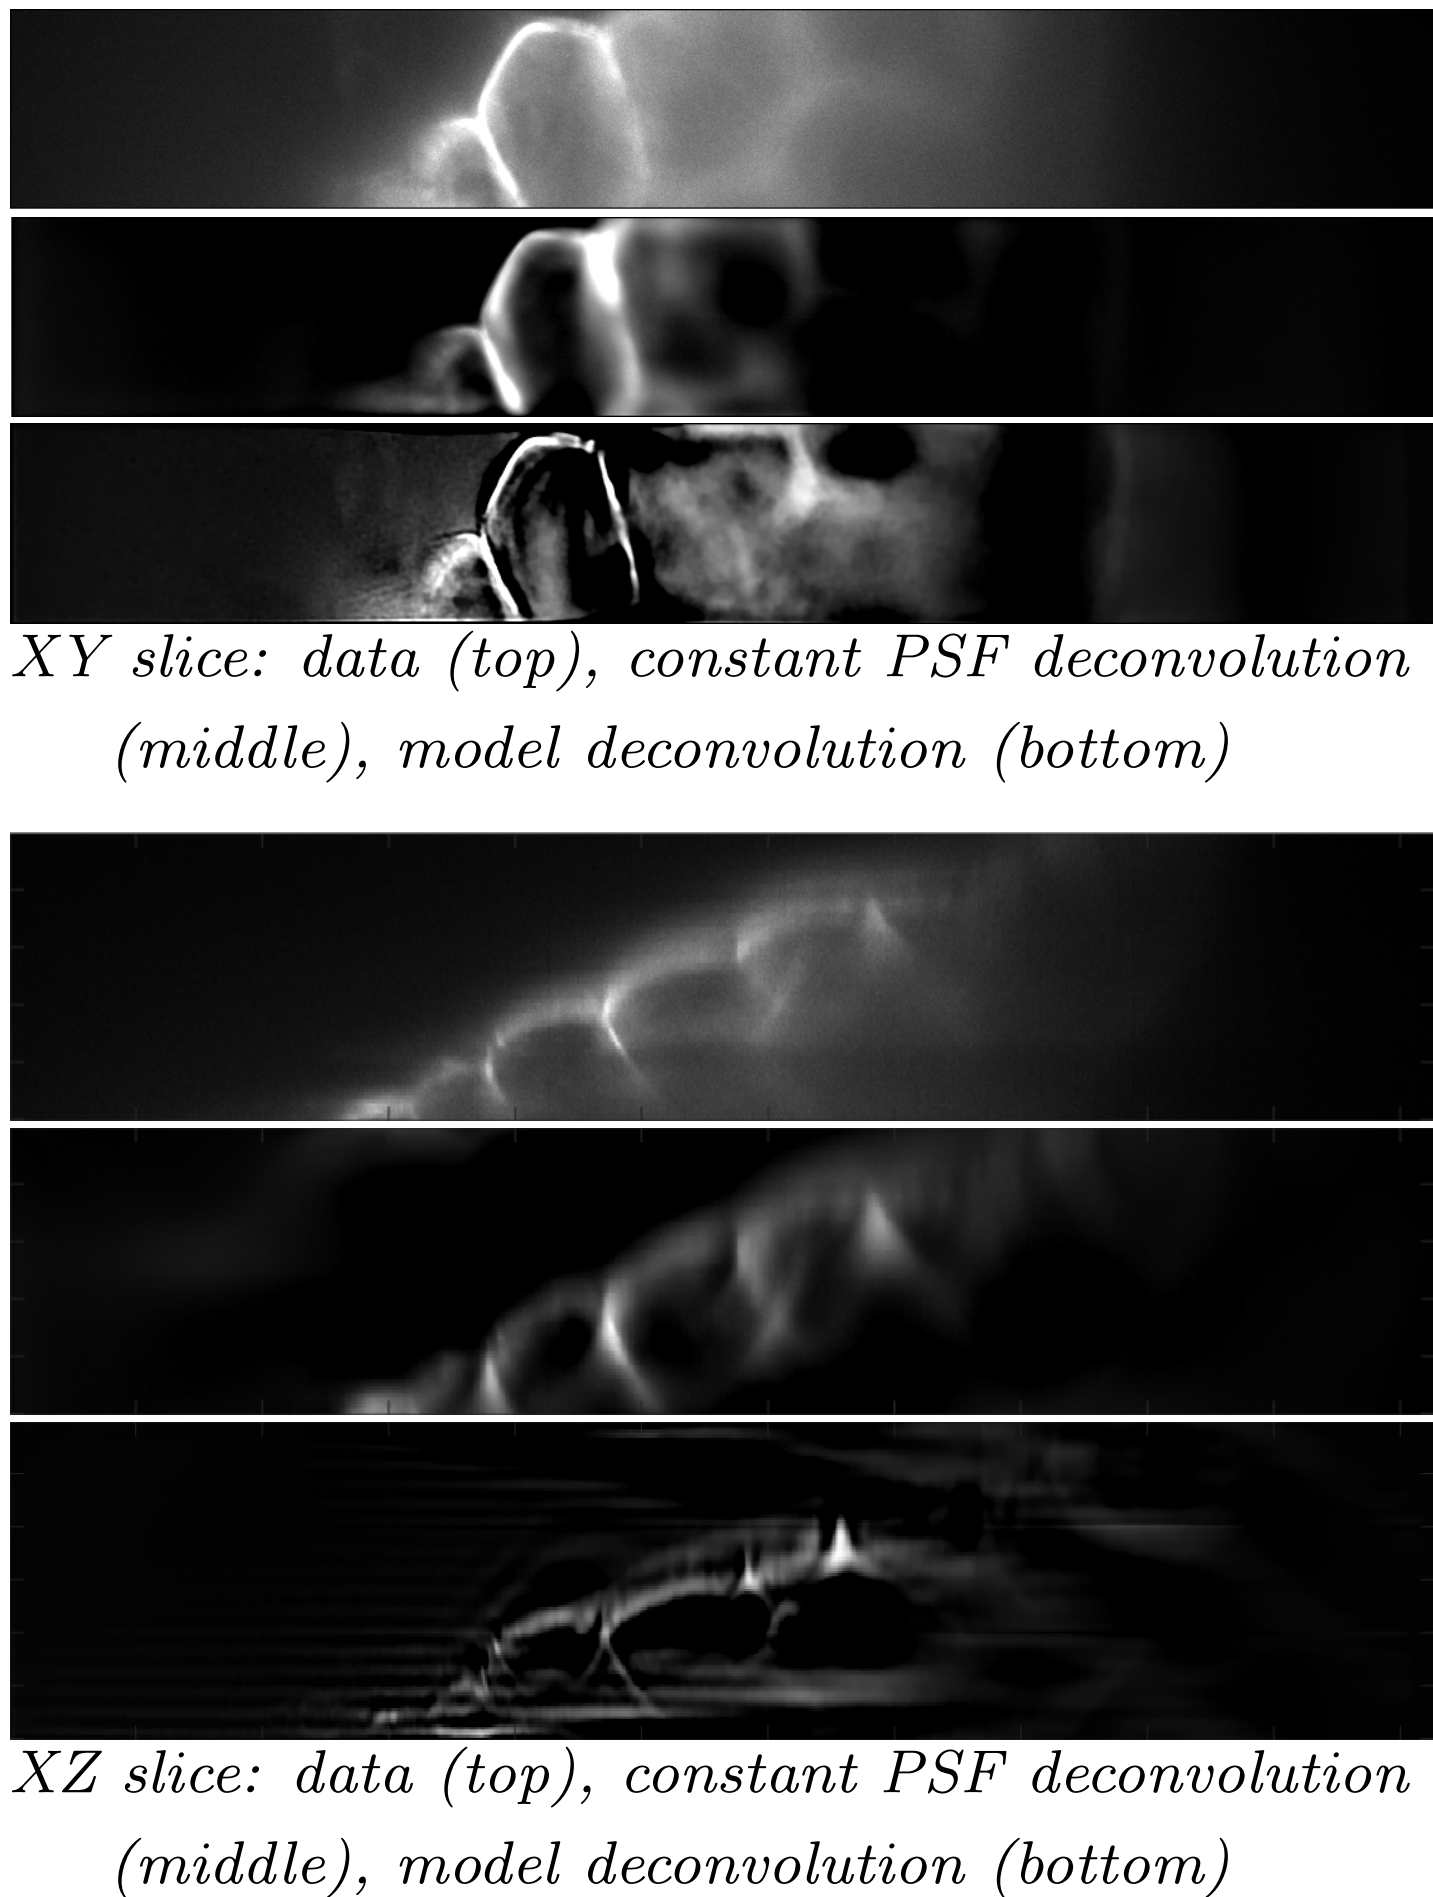 XY slice: data (top), constant PSF deconvolution
(middle), model deconvolution (bottom)
XZ slice: data (top), constant PSF deconvolution
(middle), model deconvolution (bottom)